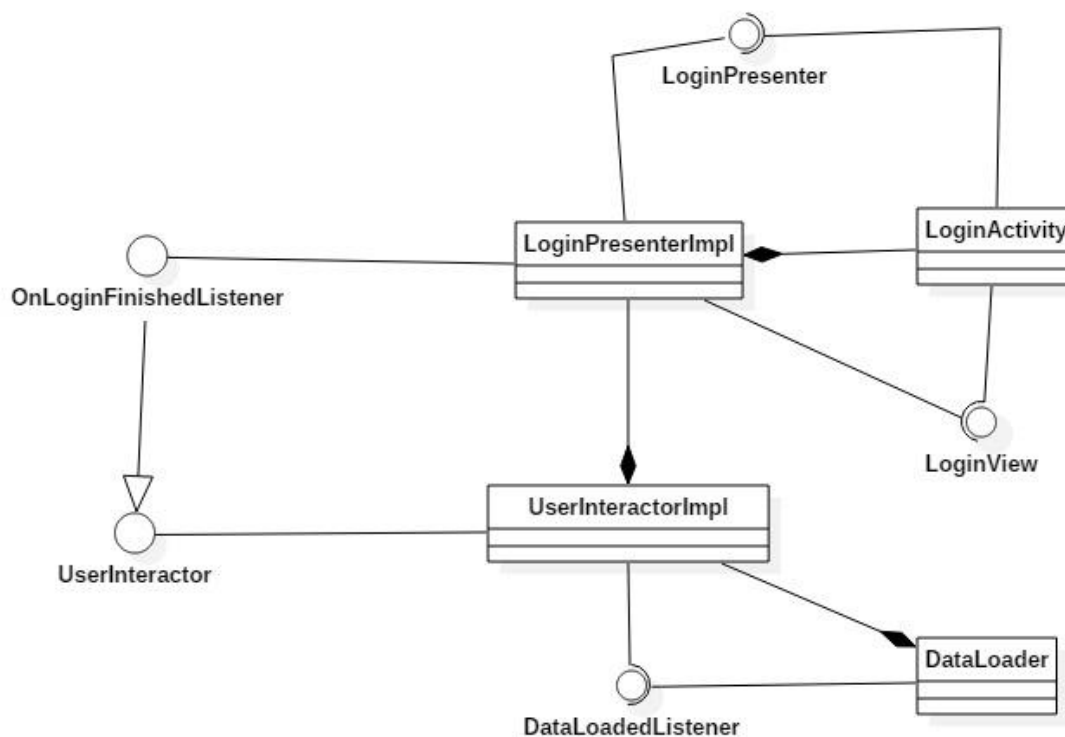 LoginPresenter
LoginPresenterImpl
LoginActivity
OnLoginFinishedListener
LoginView
UserInteractorImpl
UserInteractor
DataLoader
DataLoadedListener